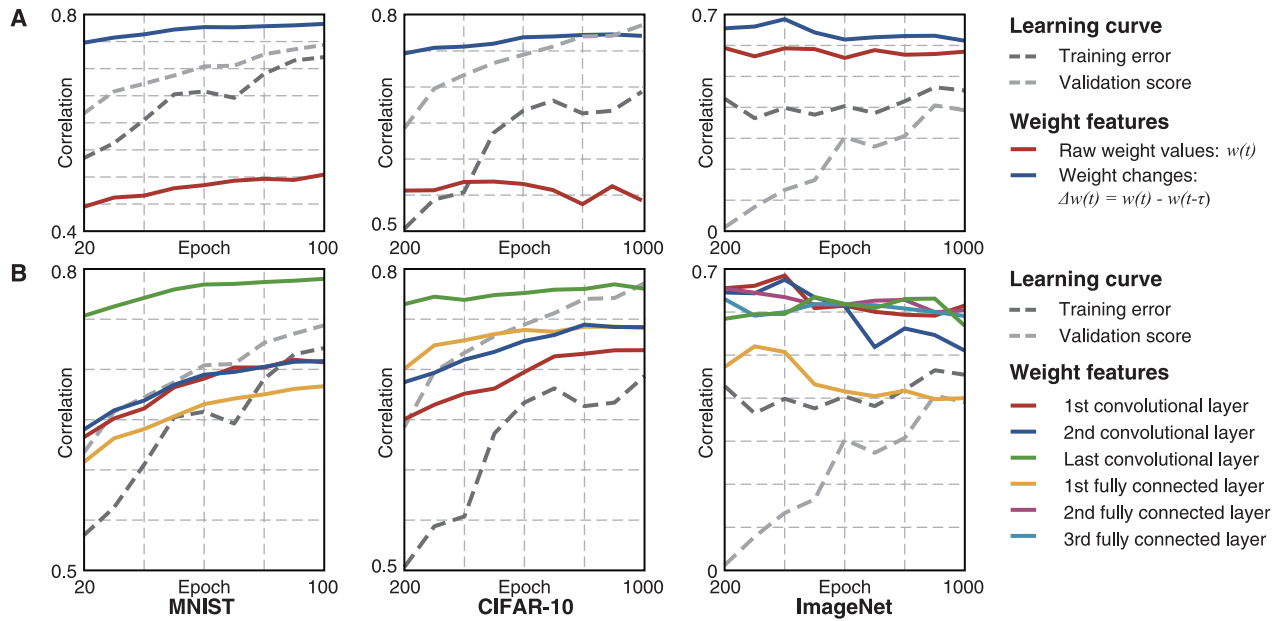 A
0.8
Correlation
0.4
20
Epoch
100
0.8
Correlation
0.5
200
Epoch
1000
0.7
Correlation
0
200
Epoch
1000
Learning curve
Training error
Validation score
Weight features
Raw weight values: w(t)
Weight changes:
Δw(t) = w(t) - w(t-τ)
B
0.8
Correlation
0.5
20
Epoch
100
MNIST
0.8
Correlation
0.5
200
Epoch
1000
CIFAR-10
0.7
Correlation
0
200
Epoch
1000
ImageNet
Learning curve
Training error
Validation score
Weight features
1st convolutional layer
2nd convolutional layer
Last convolutional layer
1st fully connected layer
2nd fully connected layer
3rd fully connected layer